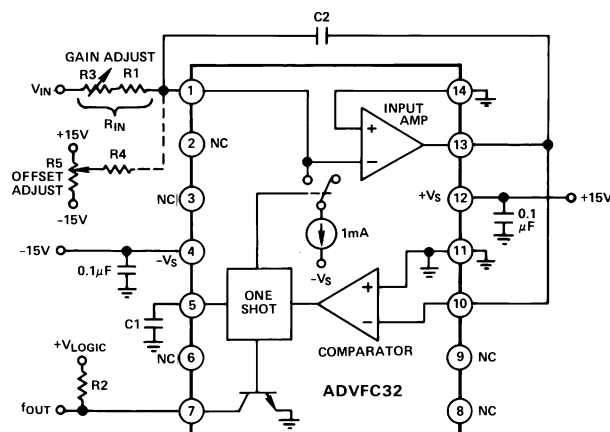 C2
GAIN ADJUST
R3 R1
VIN
RIN
1
14
INPUT
AMP
+
−
13
+15V
R5
OFFSET
ADJUST
R4
−15V
2 NC
NC 3
+VS 12
+15V
0.1
μF
1mA
−VS
−15V
4
−VS
0.1μF
11
ONE
SHOT
+
−
COMPARATOR
5
C1
10
NC 6
9 NC
+VLOGIC
R2
ADVFC32
fOUT
7
8 NC